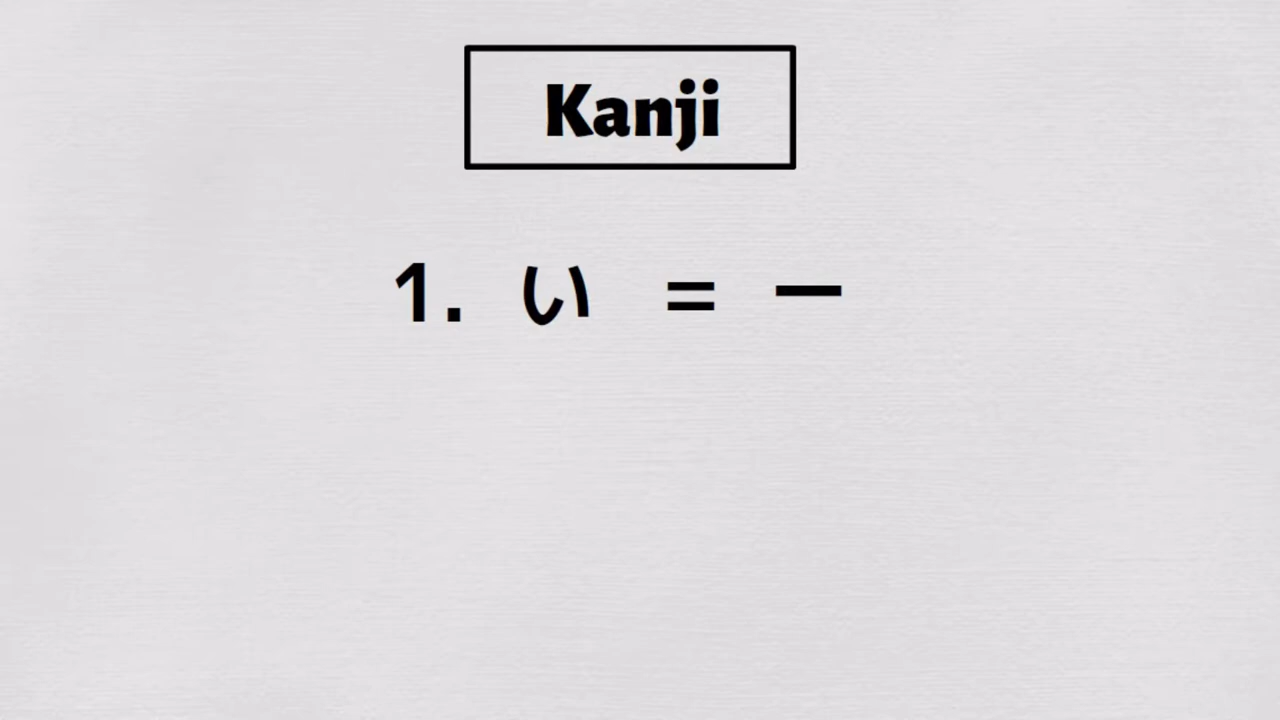 Kanji
1. い = 一